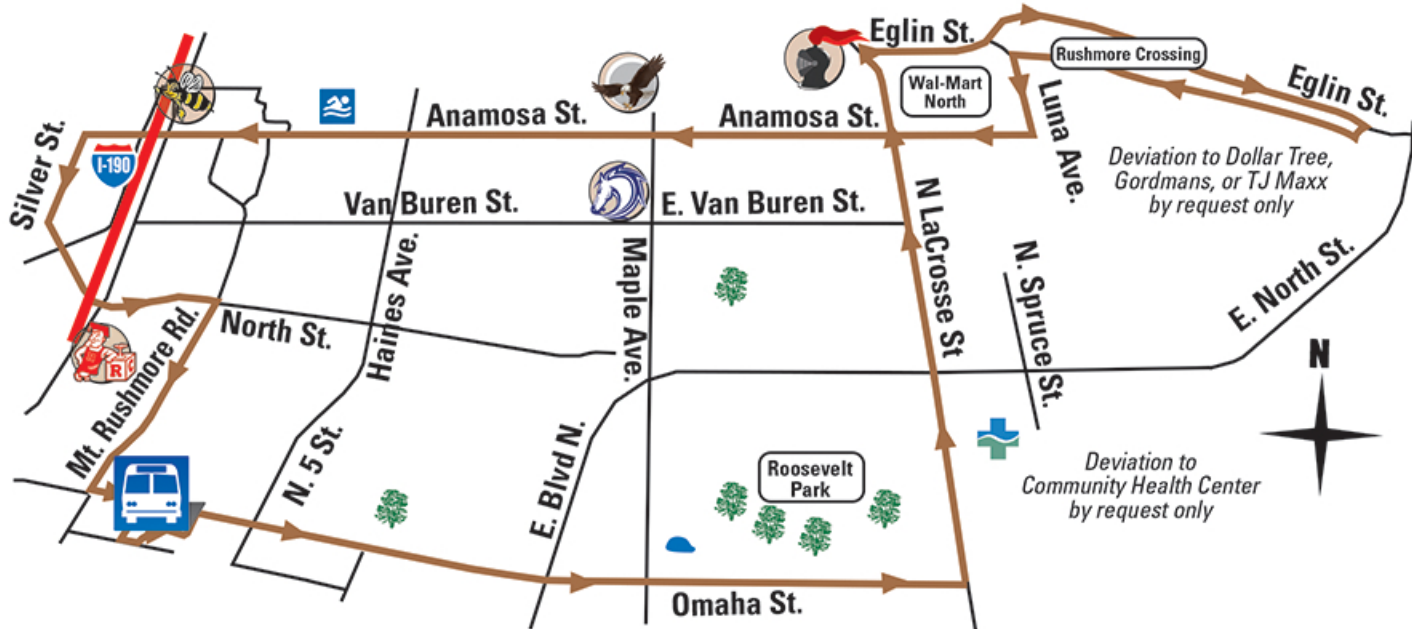 Eglin St.
Rushmore Crossing
Wal-Mart
North
Eglin St.
Anamosa St.
Anamosa St.
Luna Ave.
Silver St.
I-190
Deviation to Dollar Tree,
Gordmans, or TJ Maxx
by request only
Van Buren St.
E. Van Buren St.
Haines Ave.
Maple Ave.
N LaCrosse St
N. Spruce St.
E. North St.
North St.
Mt. Rushmore Rd.
R
C
N
N. 5 St.
E. Blvd N.
Roosevelt
Park
Deviation to
Community Health Center
by request only
Omaha St.